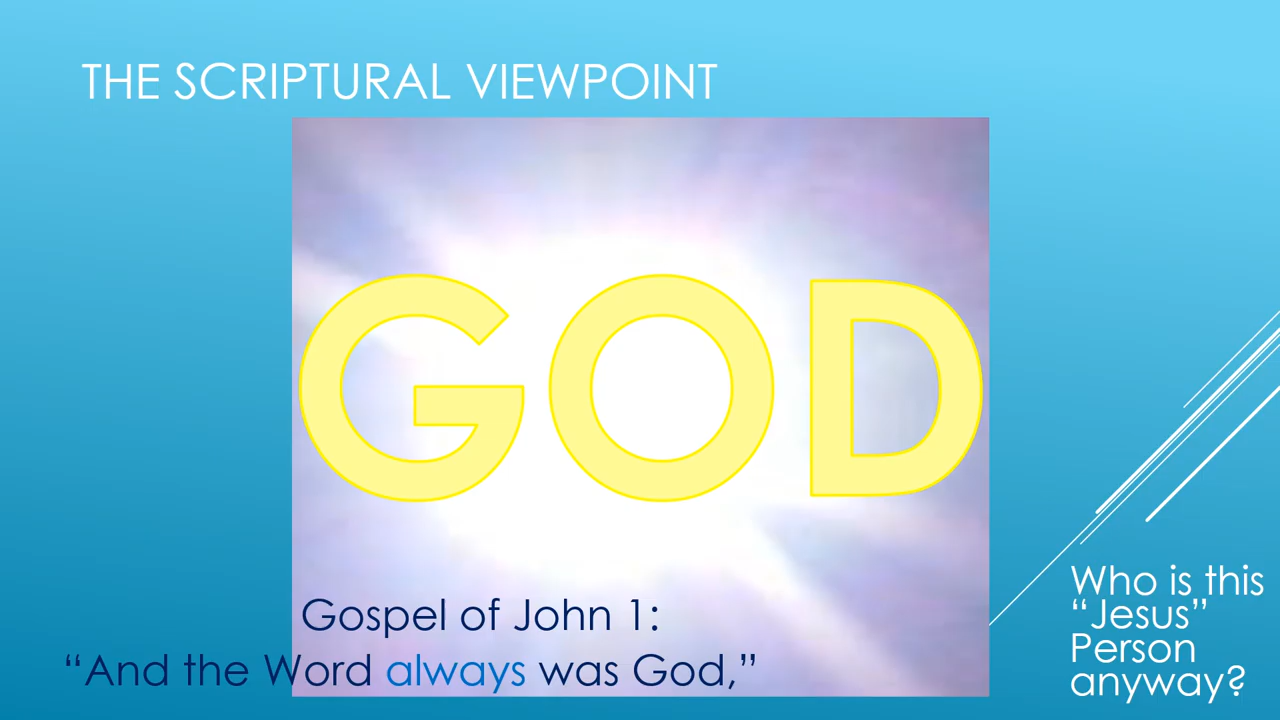 THE SCRIPTURAL VIEWPOINT
GOD
Gospel of John 1:
“And the Word always was God,”
Who is this
“Jesus”
Person
anyway?